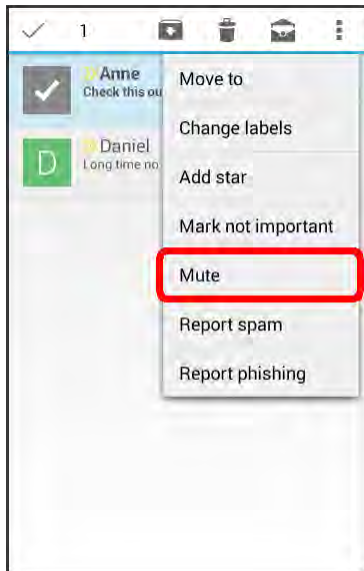 1
Anne
Check this ou
Move to
Change labels
D
Daniel
Long time no
Add star
Mark not important
Mute
Report spam
Report phishing